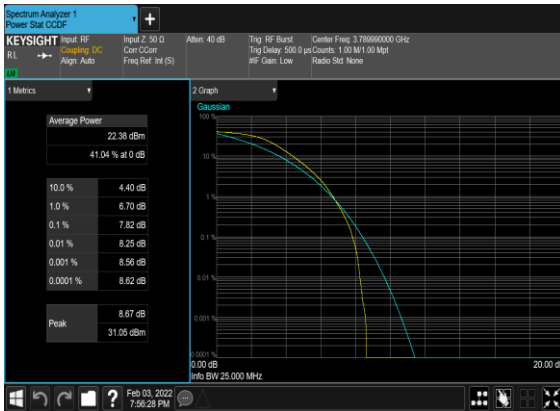 Spectrum Analyzer 1
Power Stat CCDF
+
KEYSIGHT
RL
LXI
Input: RF
Coupling: DC
Align: Auto
Input Z: 50 Ω
Corr CCorr
Freq Ref: Int (S)
Atten: 40 dB
Trig: RF Burst
Trig Delay: 500.0 µs
#IF Gain: Low
Center Freq: 3.789990000 GHz
Counts: 1.00 M/1.00 Mpt
Radio Std: None
1 Metrics
Average Power
22.38 dBm
41.04 % at 0 dB
10.0 % 4.40 dB
1.0 % 6.70 dB
0.1 % 7.82 dB
0.01 % 8.25 dB
0.001 % 8.56 dB
0.0001 % 8.62 dB
Peak
8.67 dB
31.05 dBm
2 Graph
Gaussian
100 %
10 %
1 %
0.1 %
0.01 %
0.001 %
0.0001 %
0.00 dB
20.00 d
Info BW 25.000 MHz
?
Feb 03, 2022
7:56:28 PM